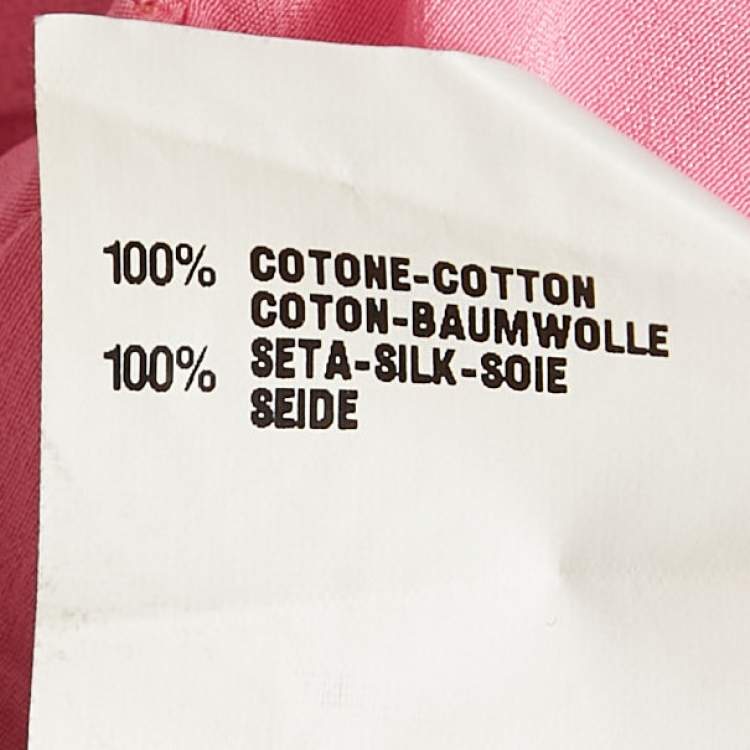 100% COTONE-COTTON
COTON-BAUMWOLLE
100% SETA-SILK-SOIE
SEIDE